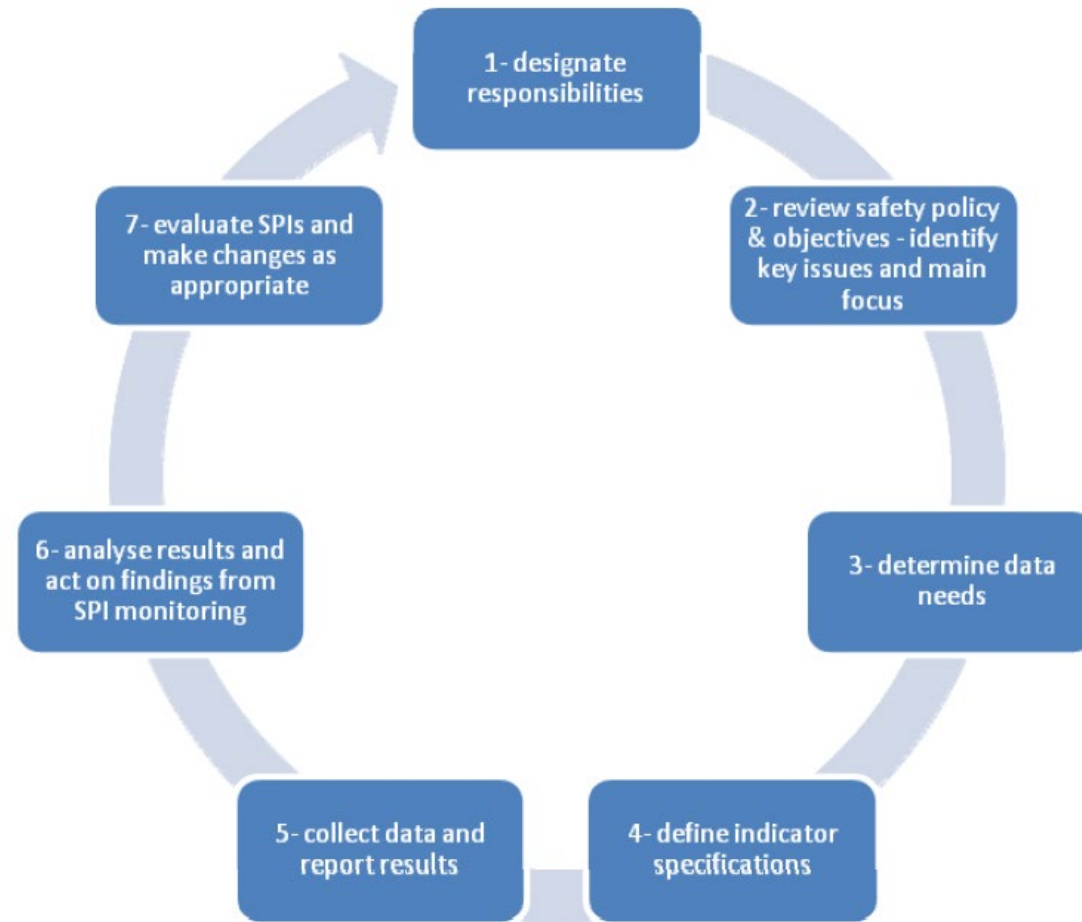 1- designate
responsibilities
2- review safety policy
& objectives - identify
key issues and main
focus
3- determine data
needs
4- define indicator
specifications
5- collect data and
report results
6- analyse results and
act on findings from
SPI monitoring
7- evaluate SPIs and
make changes as
appropriate